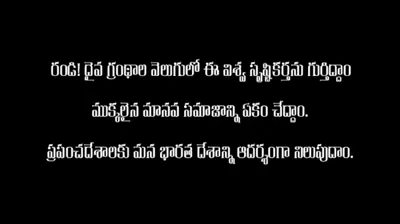 రండి! దైవ గ్రంథాల వెలుగులో ఈ విశ్వ సృష్టికర్తను గుర్తిద్దాం
ముక్కలైన మానవ సమాజాన్ని ఏకం చేద్దాం.
ప్రపంచదేశాలకు మన భారత దేశాన్ని ఆదర్శంగా నిలుపుదాం.